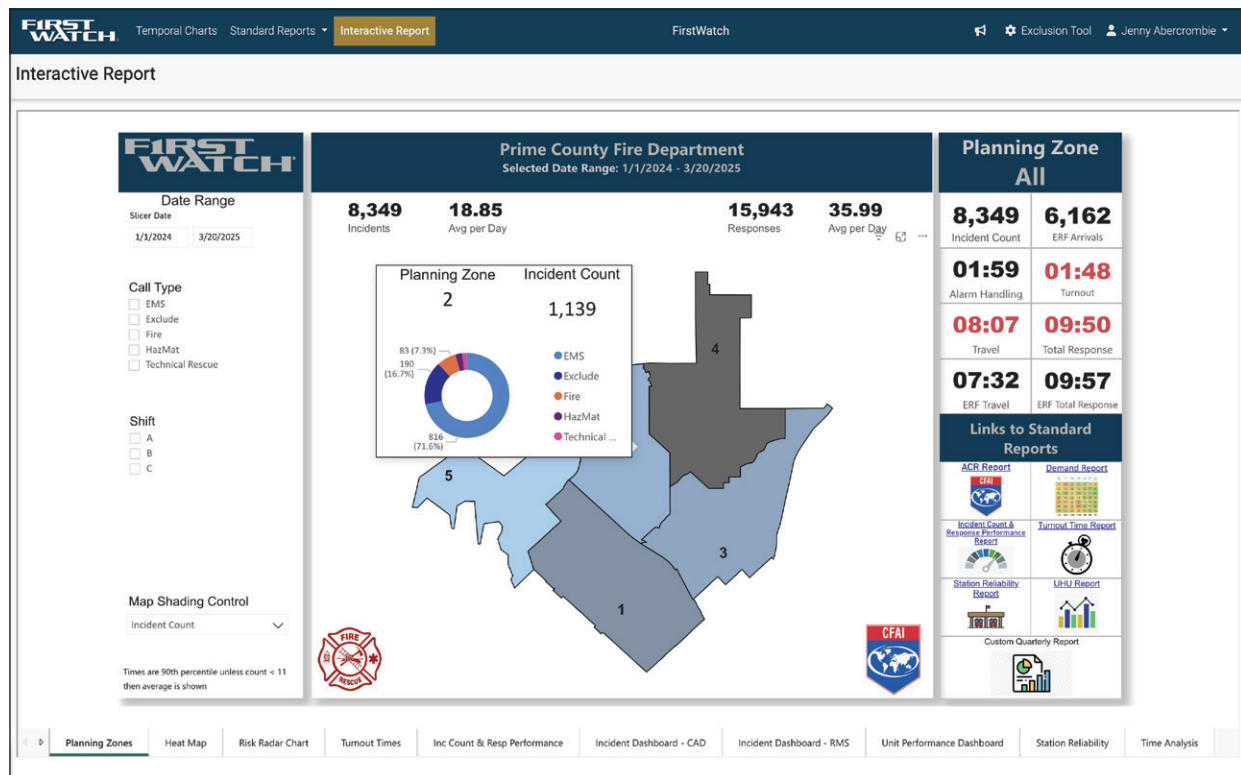 FIRST
WATCH
Temporal Charts
Standard Reports
Interactive Report
FirstWatch
Exclusion Tool
Jenny Abercrombie
Interactive Report
FIRST
WATCH
Date Range
Slicer Date
1/1/2024
3/20/2025
Call Type
EMS
Exclude
Fire
HazMat
Technical Rescue
Shift
A
B
C
Map Shading Control
Incident Count
Times are 90th percentile unless count < 11
then average is shown
Prime County Fire Department
Selected Date Range: 1/1/2024 - 3/20/2025
8,349
Incidents
18.85
Avg per Day
15,943
Responses
35.99
Avg per Day
Planning Zone
2
Incident Count
1,139
83 (7.3%)
190
(16.7%)
816
(71.6%)
EMS
Exclude
Fire
HazMat
Technical ...
4
5
3
1
FIRE
RESCUE
CFAI
Planning Zone
All
8,349
Incident Count
6,162
ERF Arrivals
01:59
Alarm Handling
01:48
Turnout
08:07
Travel
09:50
Total Response
07:32
ERF Travel
09:57
ERF Total Response
Links to Standard
Reports
ACR Report
CFAI
Demand Report
Incident Count &
Response Performance
Report
Turnout Time Report
Station Reliability
Report
UHU Report
Custom Quarterly Report
Planning Zones
Heat Map
Risk Radar Chart
Turnout Times
Inc Count & Resp Performance
Incident Dashboard - CAD
Incident Dashboard - RMS
Unit Performance Dashboard
Station Reliability
Time Analysis